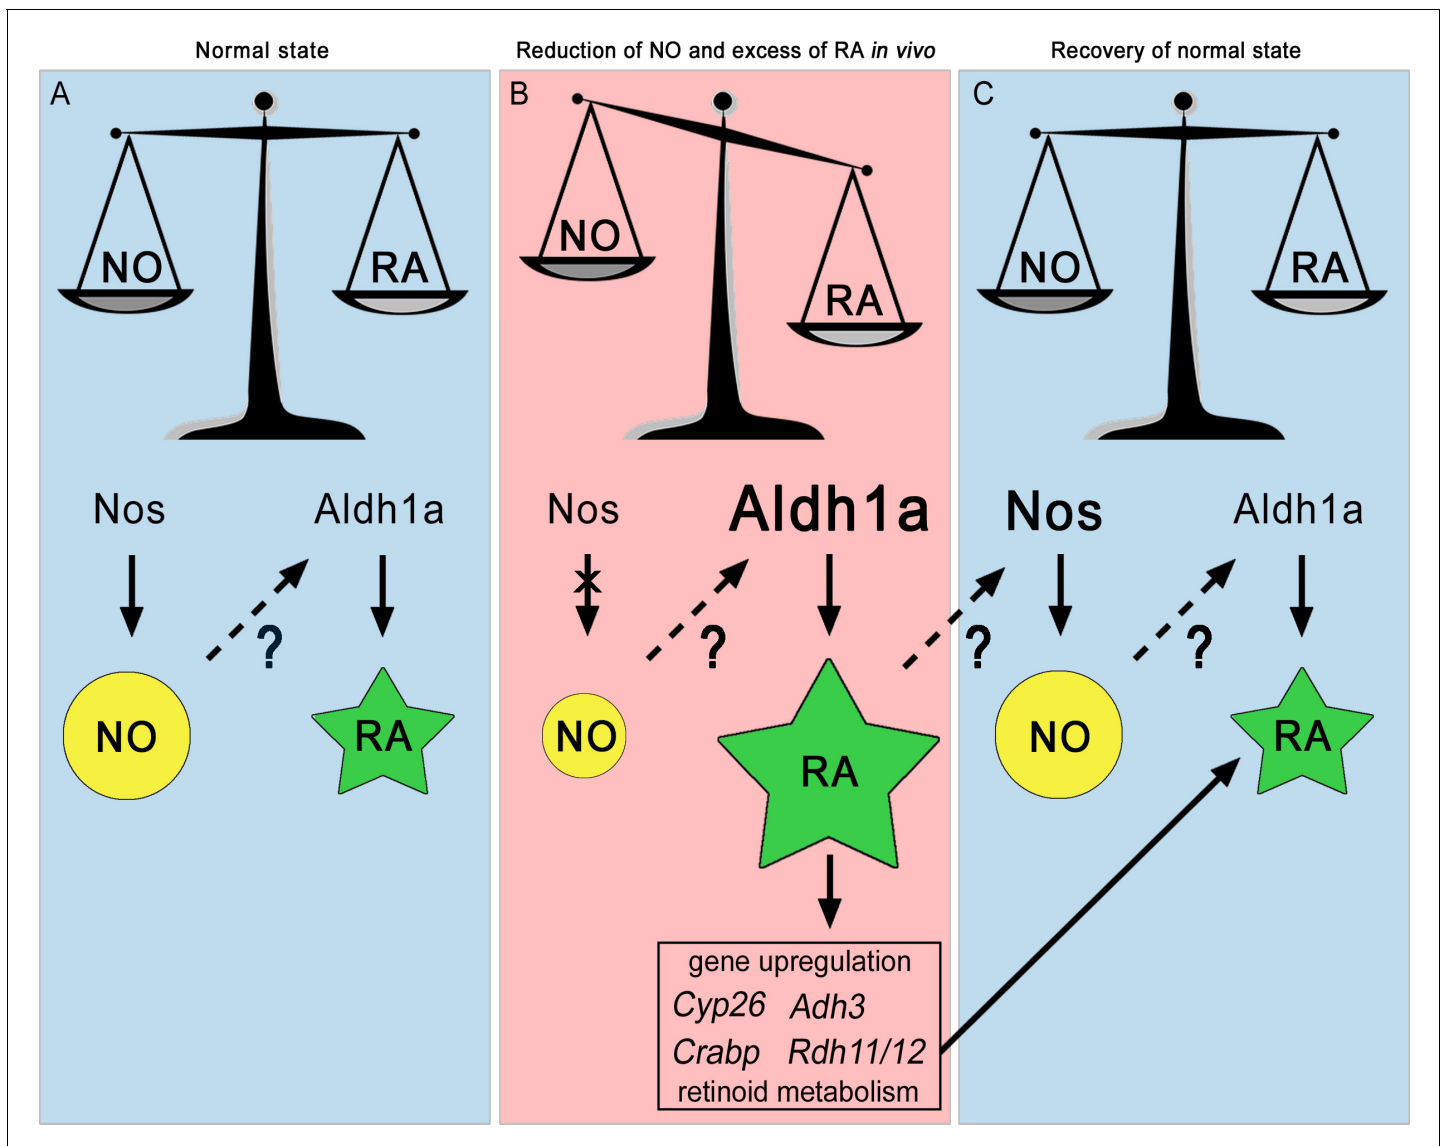 Normal state
Reduction of NO and excess of RA in vivo
Recovery of normal state
A
NO
RA
Nos
Aldh1a
?
NO
RA
B
NO
RA
Nos
Aldh1a
?
NO
RA
gene upregulation
Cyp26 Adh3
Crabp Rdh11/12
retinoid metabolism
C
NO
RA
Nos
Aldh1a
?
?
NO
RA